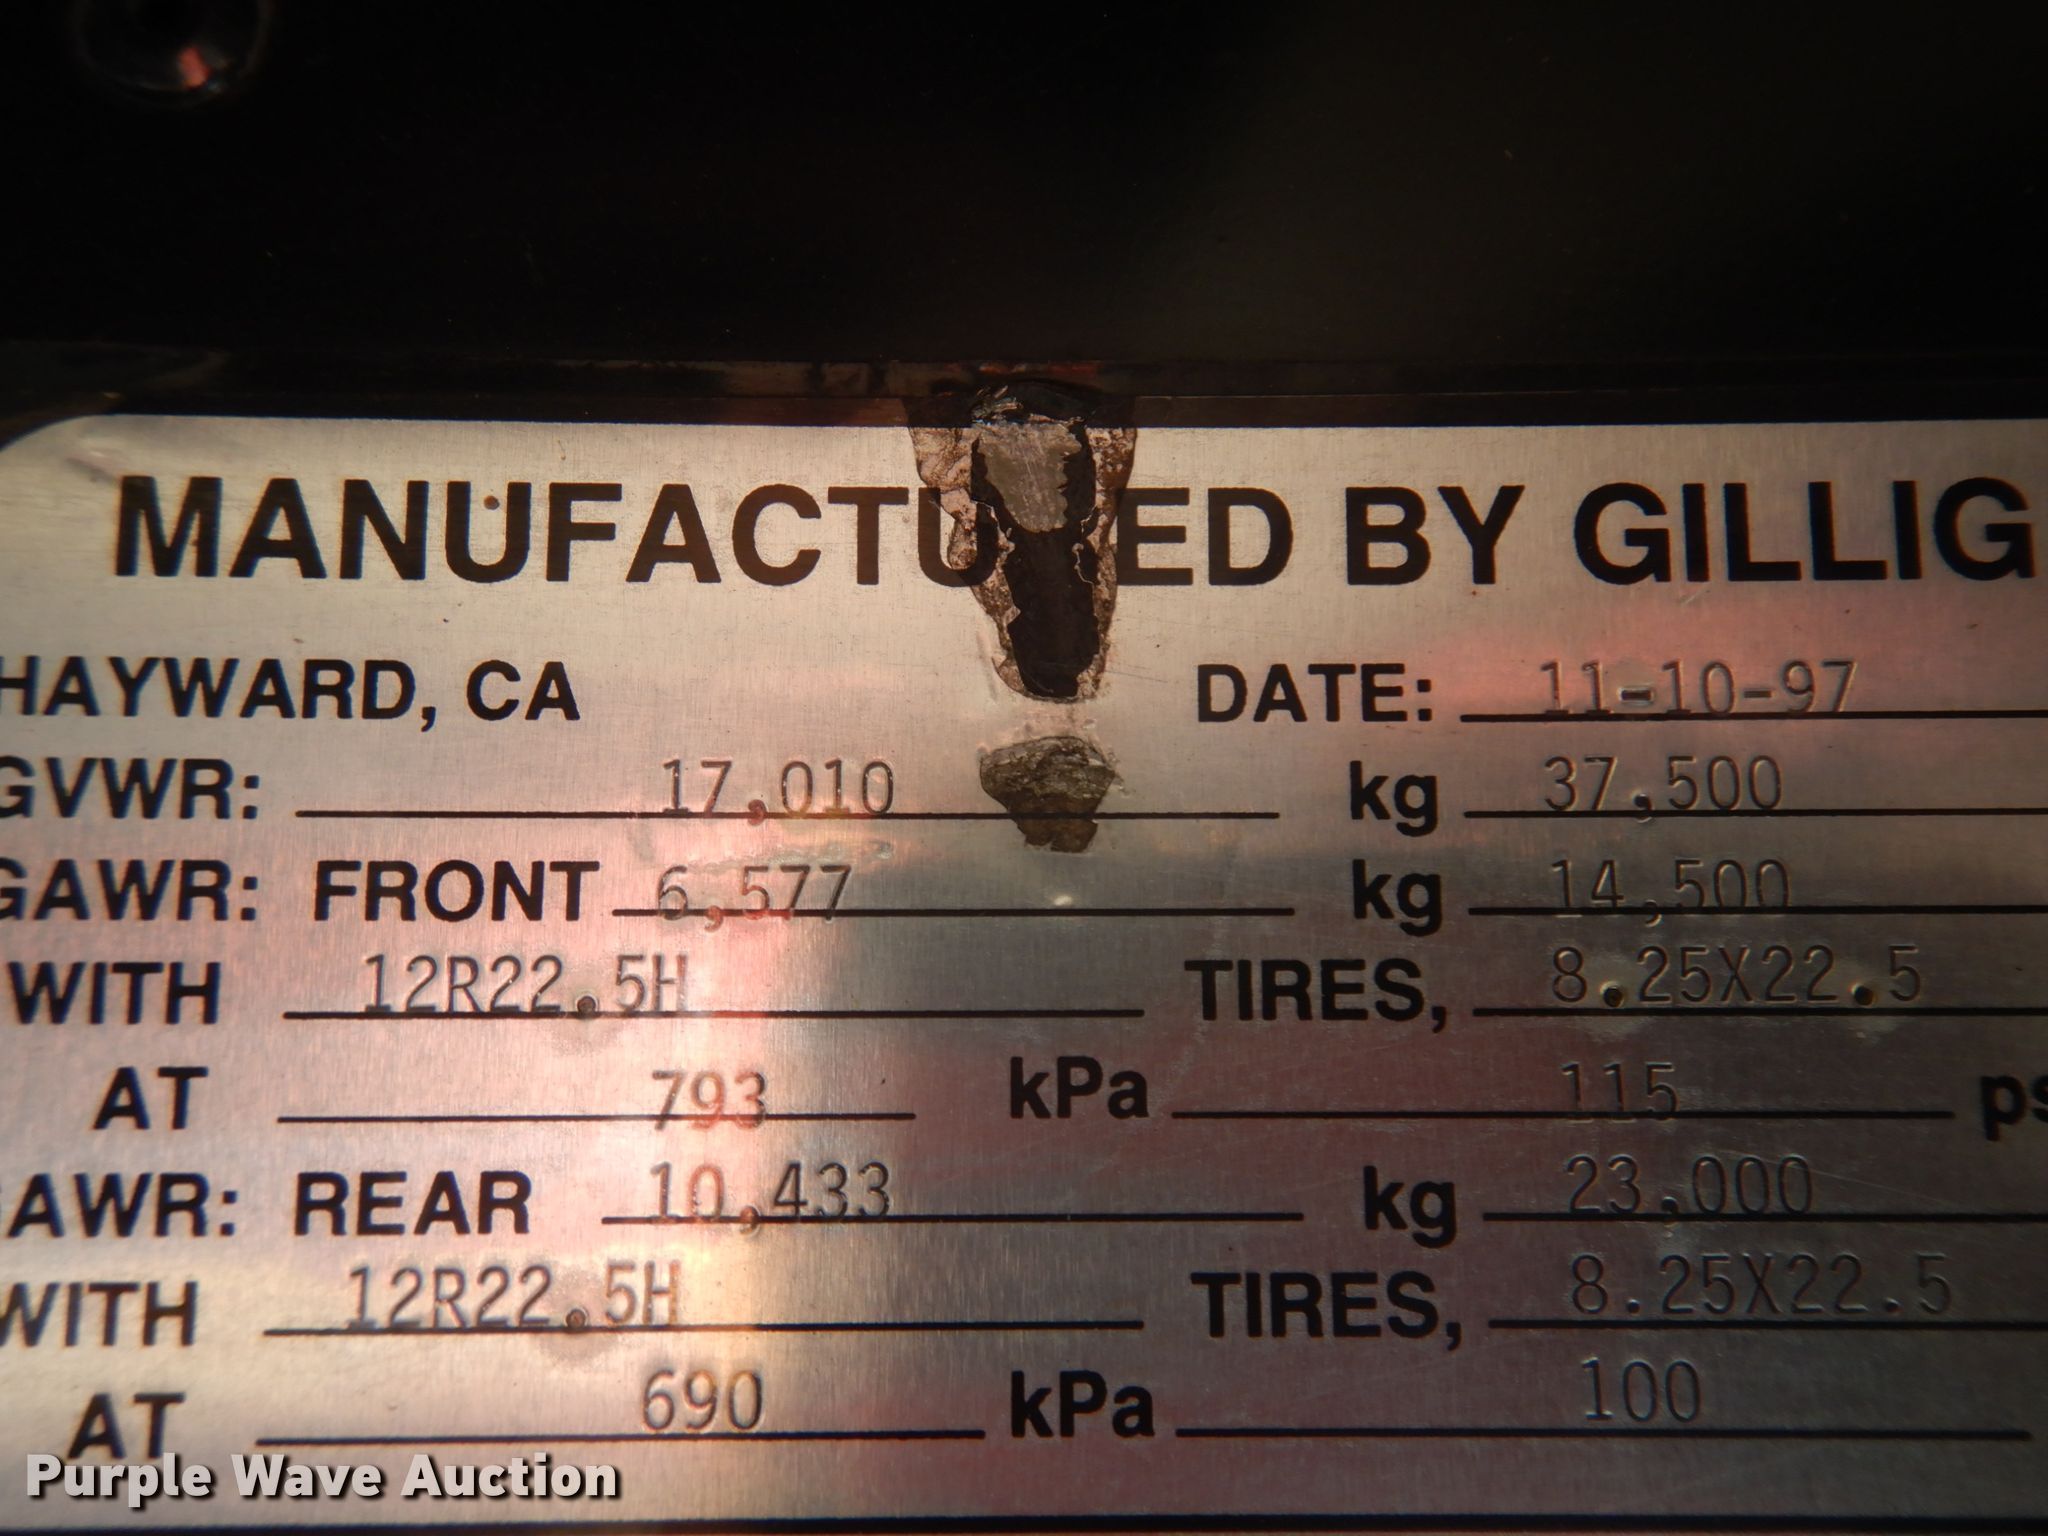 MANUFACTURED BY GILLIG
HAYWARD, CA DATE: 11-10-97
GVWR: 17,010 kg 37,500
GAWR: FRONT 6,577 kg 14,500
WITH 12R22.5H TIRES, 8.25X22.5
AT 793 kPa 115 ps
AWR: REAR 10,433 kg 23,000
WITH 12R22.5H TIRES, 8.25X22.5
AT 690 kPa 100
Purple Wave Auction